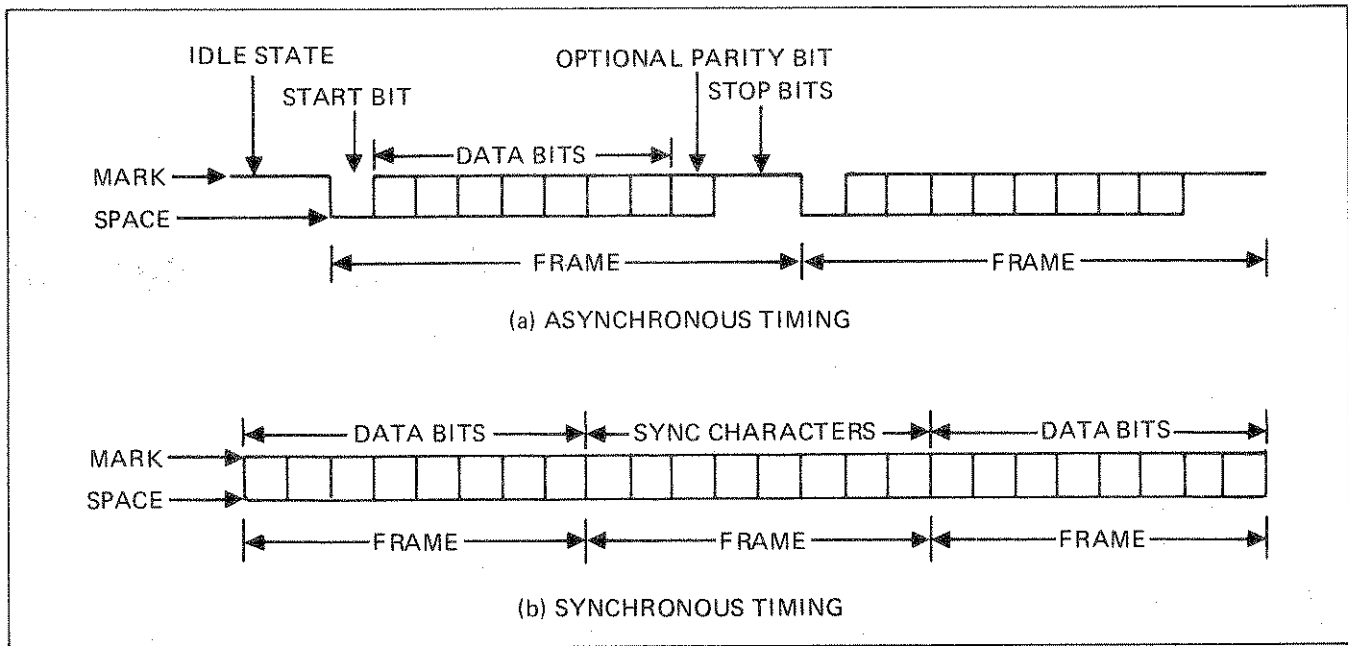 IDLE STATE
START BIT
OPTIONAL PARITY BIT
STOP BITS
DATA BITS
MARK
SPACE
FRAME FRAME
(a) ASYNCHRONOUS TIMING
DATA BITS SYNC CHARACTERS DATA BITS
MARK
SPACE
FRAME FRAME FRAME
(b) SYNCHRONOUS TIMING